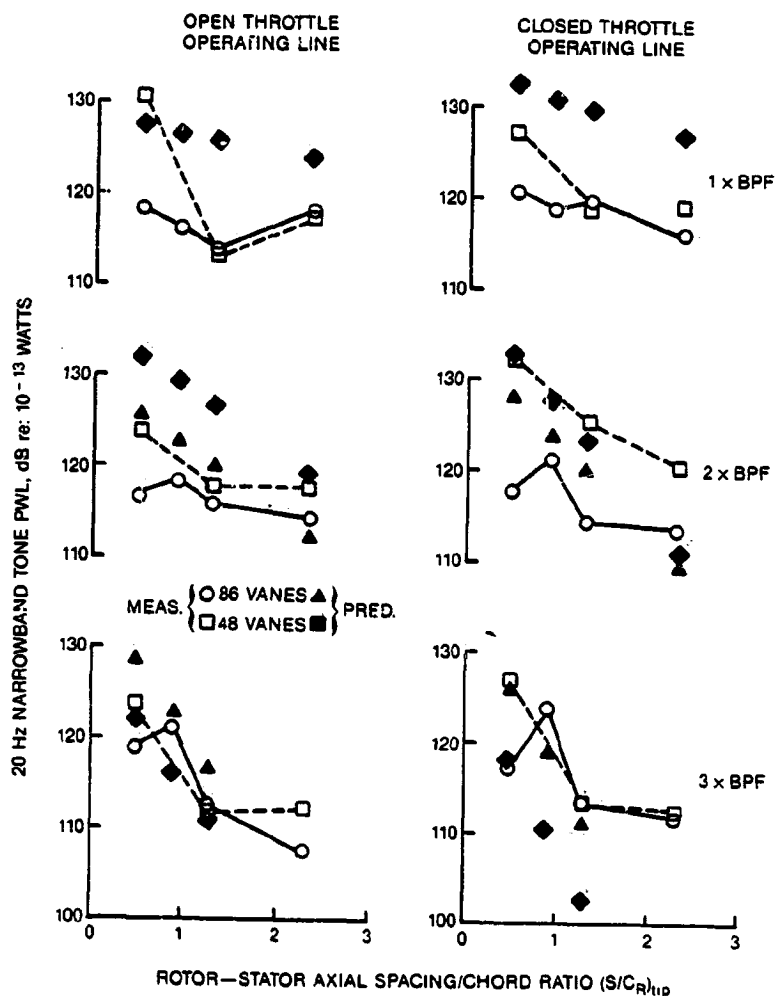 OPEN THROTTLE
OPERATING LINE
CLOSED THROTTLE
OPERATING LINE
130
120
110
130
120
110
1 x BPF
130
120
110
130
120
110
2 x BPF
MEAS. { ○ 86 VANES ▲ } PRED.
□ 48 VANES ■
130
120
110
100
0 1 2 3
130
120
110
100
0 1 2 3
3 x BPF
20 Hz NARROWBAND TONE PWL, dB re: 10⁻¹³ WATTS
ROTOR—STATOR AXIAL SPACING/CHORD RATIO (S/C_R)tip